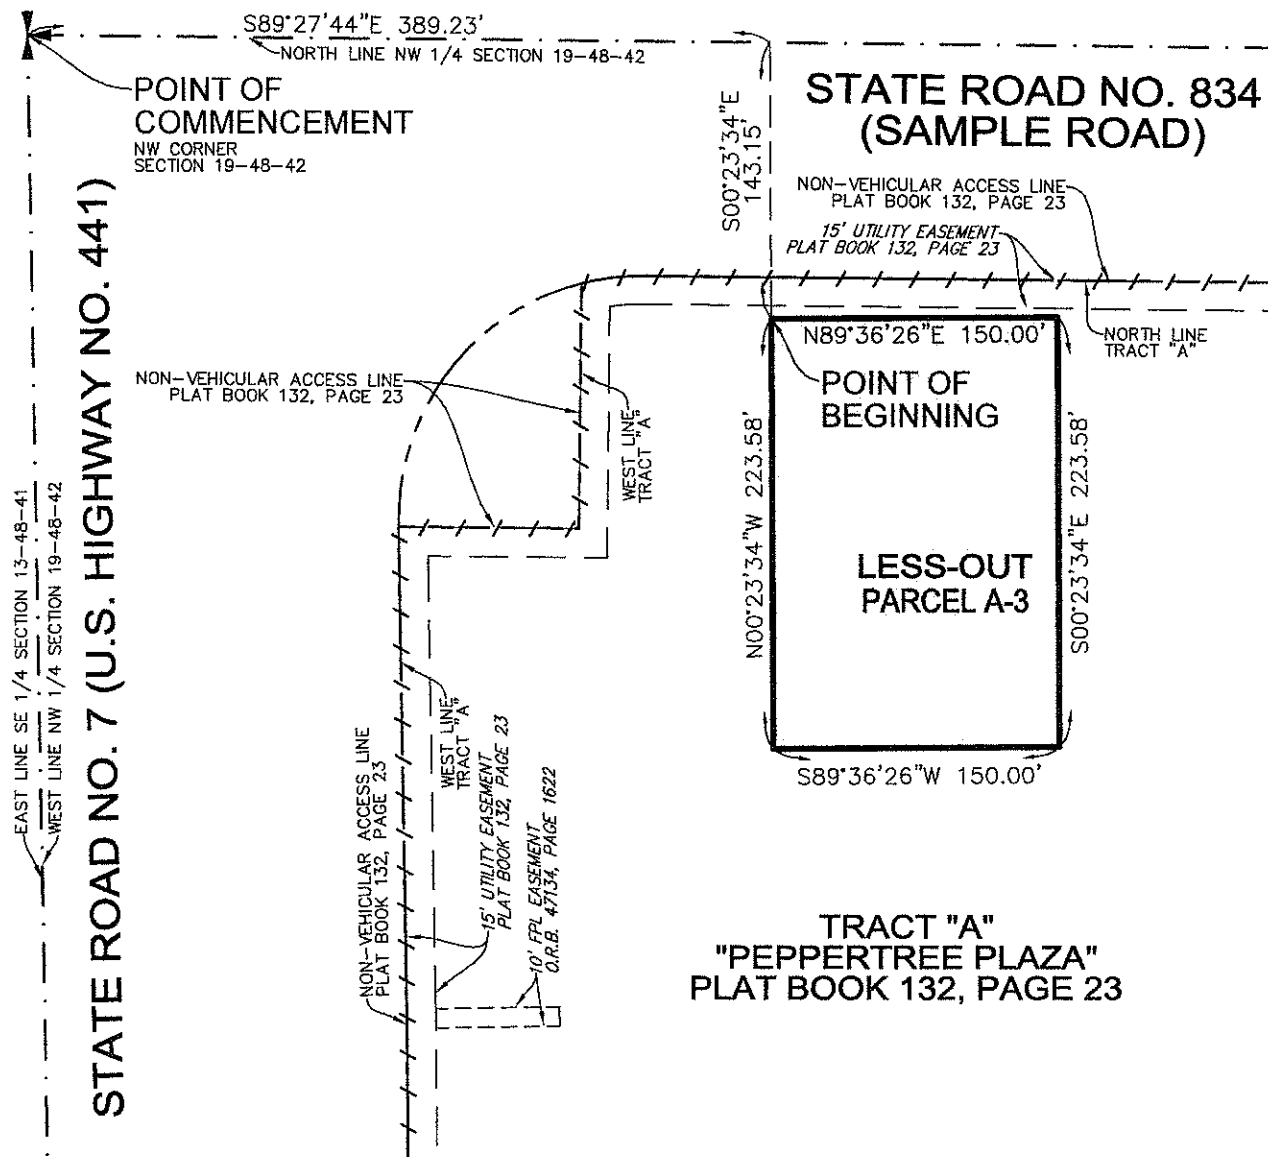 S89°27'44"E 389.23'
NORTH LINE NW 1/4 SECTION 19-48-42
POINT OF
COMMENCEMENT
NW CORNER
SECTION 19-48-42
STATE ROAD NO. 834
(SAMPLE ROAD)
S00°23'34"E
143.15'
NON-VEHICULAR ACCESS LINE
PLAT BOOK 132, PAGE 23
15' UTILITY EASEMENT
PLAT BOOK 132, PAGE 23
N89°36'26"E 150.00'
NORTH LINE
TRACT "A"
POINT OF
BEGINNING
NON-VEHICULAR ACCESS LINE
PLAT BOOK 132, PAGE 23
WEST LINE
TRACT "A"
N00°23'34"W 223.58'
S00°23'34"E 223.58'
LESS-OUT
PARCEL A-3
S89°36'26"W 150.00'
EAST LINE SE 1/4 SECTION 13-48-41
WEST LINE NW 1/4 SECTION 19-48-42
STATE ROAD NO. 7 (U.S. HIGHWAY NO. 441)
WEST LINE
TRACT "A"
NON-VEHICULAR ACCESS LINE
PLAT BOOK 132, PAGE 23
15' UTILITY EASEMENT
PLAT BOOK 132, PAGE 23
10' FPL EASEMENT
O.R.B. 47134, PAGE 1622
TRACT "A"
"PEPPERTREE PLAZA"
PLAT BOOK 132, PAGE 23